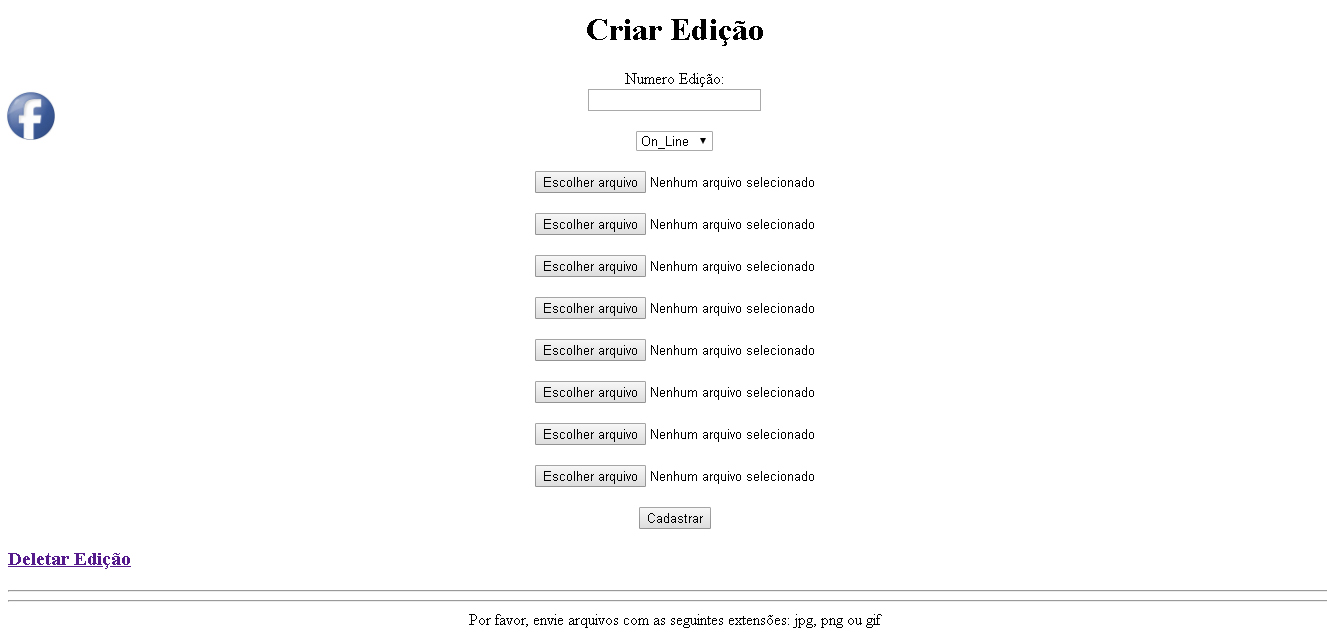 Criar Edição
Numero Edição:
f
On_Line
Escolher arquivo Nenhum arquivo selecionado
Escolher arquivo Nenhum arquivo selecionado
Escolher arquivo Nenhum arquivo selecionado
Escolher arquivo Nenhum arquivo selecionado
Escolher arquivo Nenhum arquivo selecionado
Escolher arquivo Nenhum arquivo selecionado
Escolher arquivo Nenhum arquivo selecionado
Escolher arquivo Nenhum arquivo selecionado
Cadastrar
Deletar Edição
Por favor, envie arquivos com as seguintes extensões: jpg, png ou gif